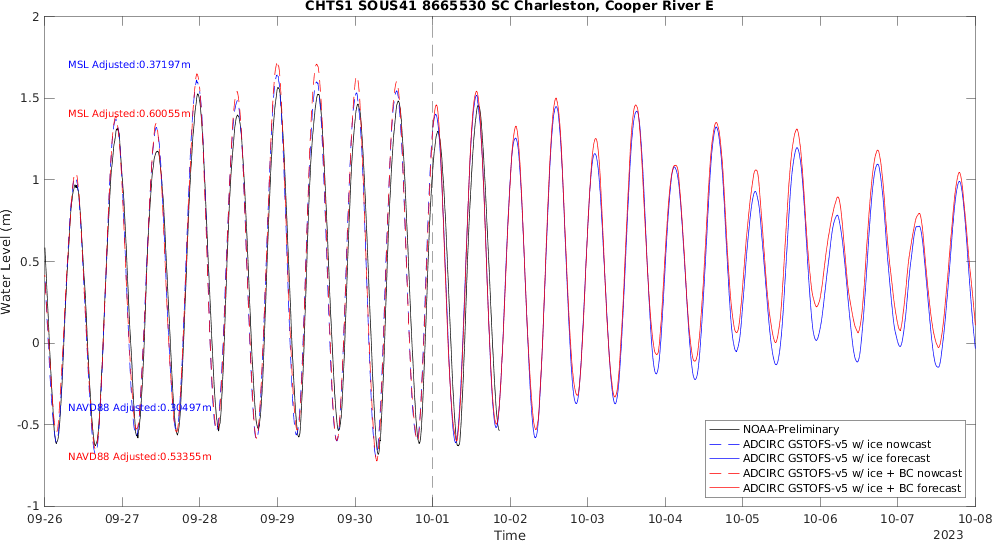 CHTS1 SOUS41 8665530 SC Charleston, Cooper River E
2
1.5
1
0.5
0
-0.5
-1
Water Level (m)
MSL Adjusted:0.37197m
MSL Adjusted:0.60055m
NAVD88 Adjusted:0.30497m
NAVD88 Adjusted:0.53355m
NOAA-Preliminary
ADCIRC GSTOFS-v5 w/ ice nowcast
ADCIRC GSTOFS-v5 w/ ice forecast
ADCIRC GSTOFS-v5 w/ ice + BC nowcast
ADCIRC GSTOFS-v5 w/ ice + BC forecast
09-26 09-27 09-28 09-29 09-30 10-01 10-02 10-03 10-04 10-05 10-06 10-07 10-08
Time
2023